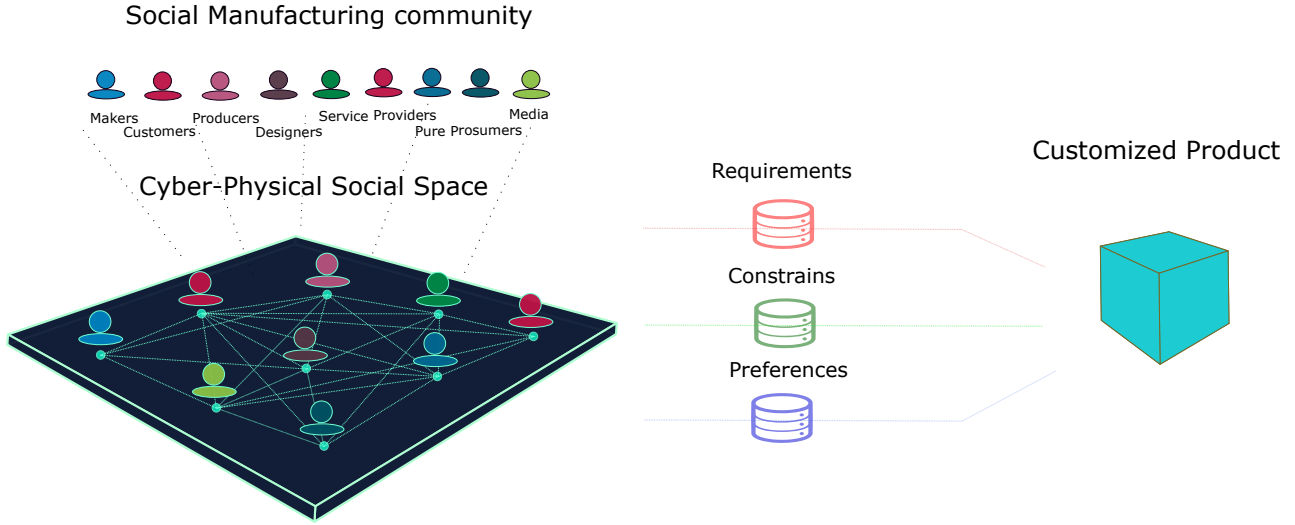 Social Manufacturing community
Makers
Customers
Producers
Designers
Service Providers
Pure Prosumers
Media
Cyber-Physical Social Space
Requirements
Constrains
Preferences
Customized Product